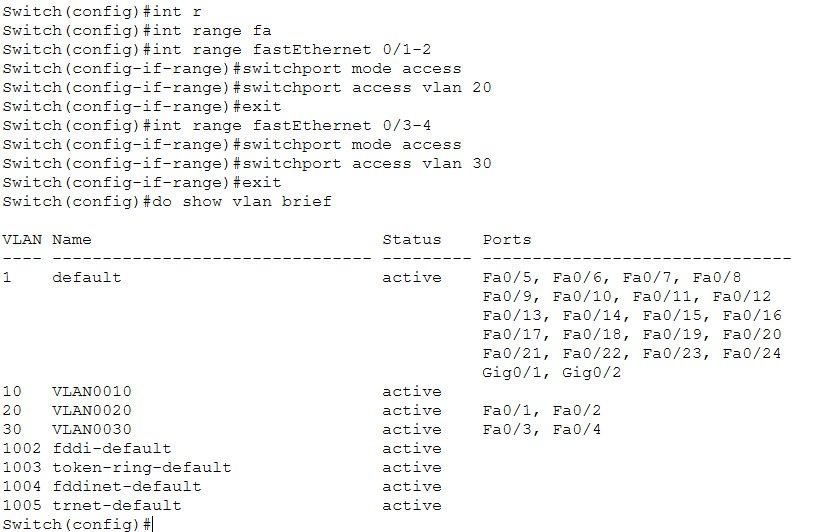 Switch(config)#int r
Switch(config)#int range fa
Switch(config)#int range fastEthernet 0/1-2
Switch(config-if-range)#switchport mode access
Switch(config-if-range)#switchport access vlan 20
Switch(config-if-range)#exit
Switch(config)#int range fastEthernet 0/3-4
Switch(config-if-range)#switchport mode access
Switch(config-if-range)#switchport access vlan 30
Switch(config-if-range)#exit
Switch(config)#do show vlan brief

VLAN Name                             Status    Ports
---- -------------------------------- --------- -------------------------------
1    default                          active    Fa0/5, Fa0/6, Fa0/7, Fa0/8
                                                Fa0/9, Fa0/10, Fa0/11, Fa0/12
                                                Fa0/13, Fa0/14, Fa0/15, Fa0/16
                                                Fa0/17, Fa0/18, Fa0/19, Fa0/20
                                                Fa0/21, Fa0/22, Fa0/23, Fa0/24
                                                Gig0/1, Gig0/2
10   VLAN0010                         active
20   VLAN0020                         active    Fa0/1, Fa0/2
30   VLAN0030                         active    Fa0/3, Fa0/4
1002 fddi-default                     active
1003 token-ring-default               active
1004 fddinet-default                  active
1005 trnet-default                    active
Switch(config)#